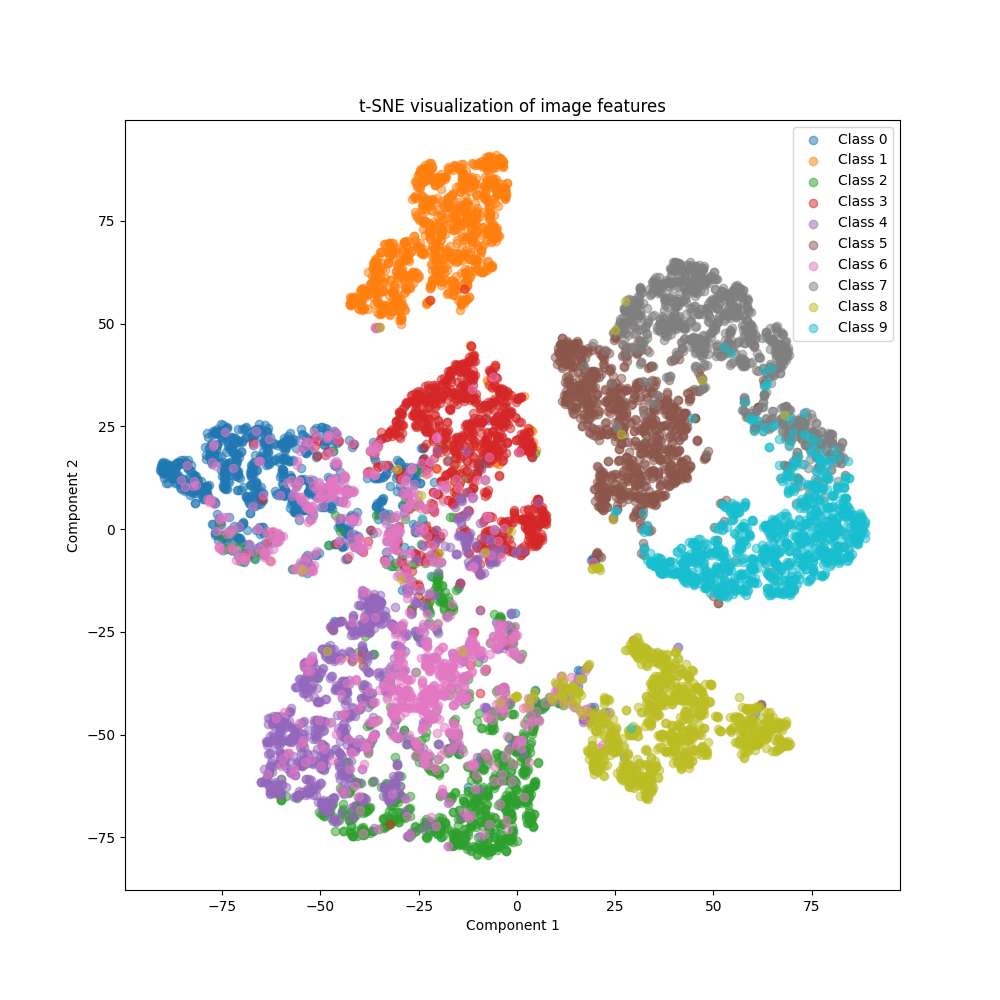 t-SNE visualization of image features
Class 0
Class 1
Class 2
Class 3
Class 4
Class 5
Class 6
Class 7
Class 8
Class 9
75
50
25
0
−25
−50
−75
Component 2
−75 −50 −25 0 25 50 75
Component 1